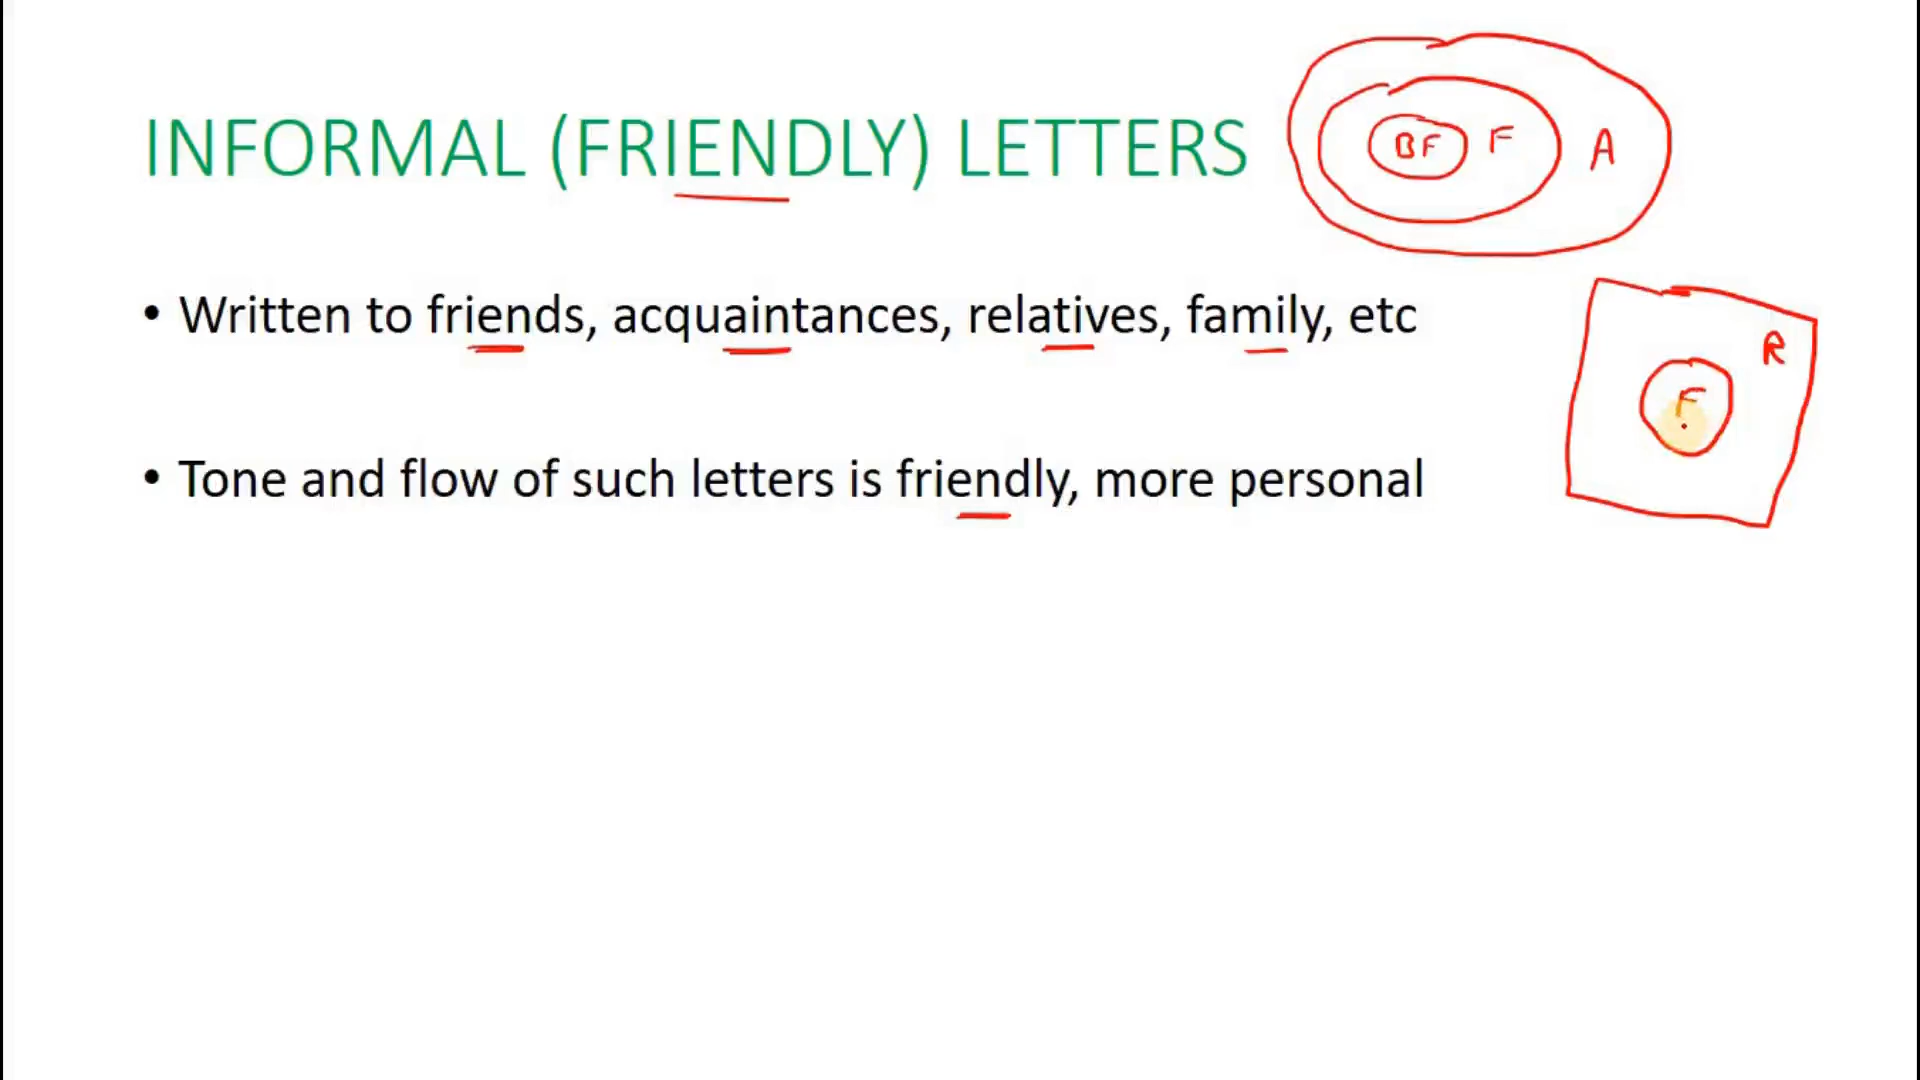 INFORMAL (FRIENDLY) LETTERS
BF F A
• Written to friends, acquaintances, relatives, family, etc
R
F
• Tone and flow of such letters is friendly, more personal